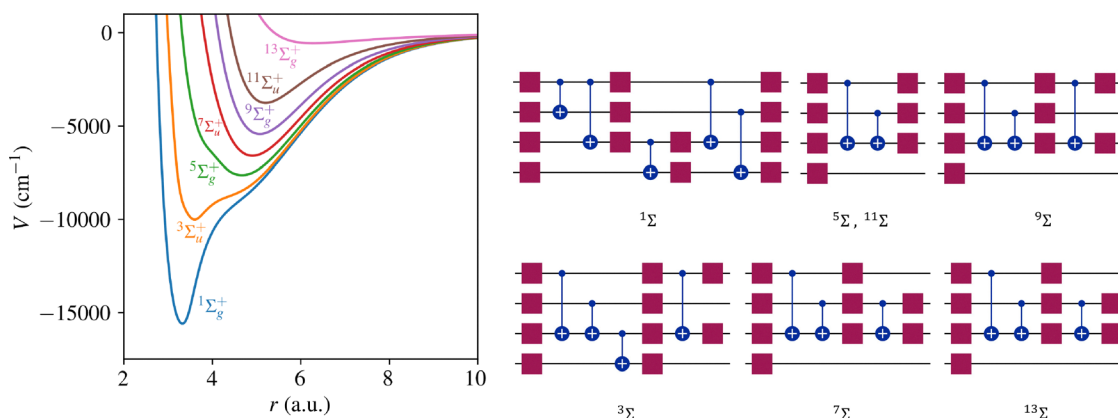 0
−5000
−10000
−15000
V (cm⁻¹)
2
4
6
8
10
r (a.u.)
¹³Σg⁺
¹¹Σu⁺
⁹Σg⁺
⁷Σu⁺
⁵Σg⁺
³Σu⁺
¹Σg⁺
¹Σ
⁵Σ, ¹¹Σ
⁹Σ
³Σ
⁷Σ
¹³Σ